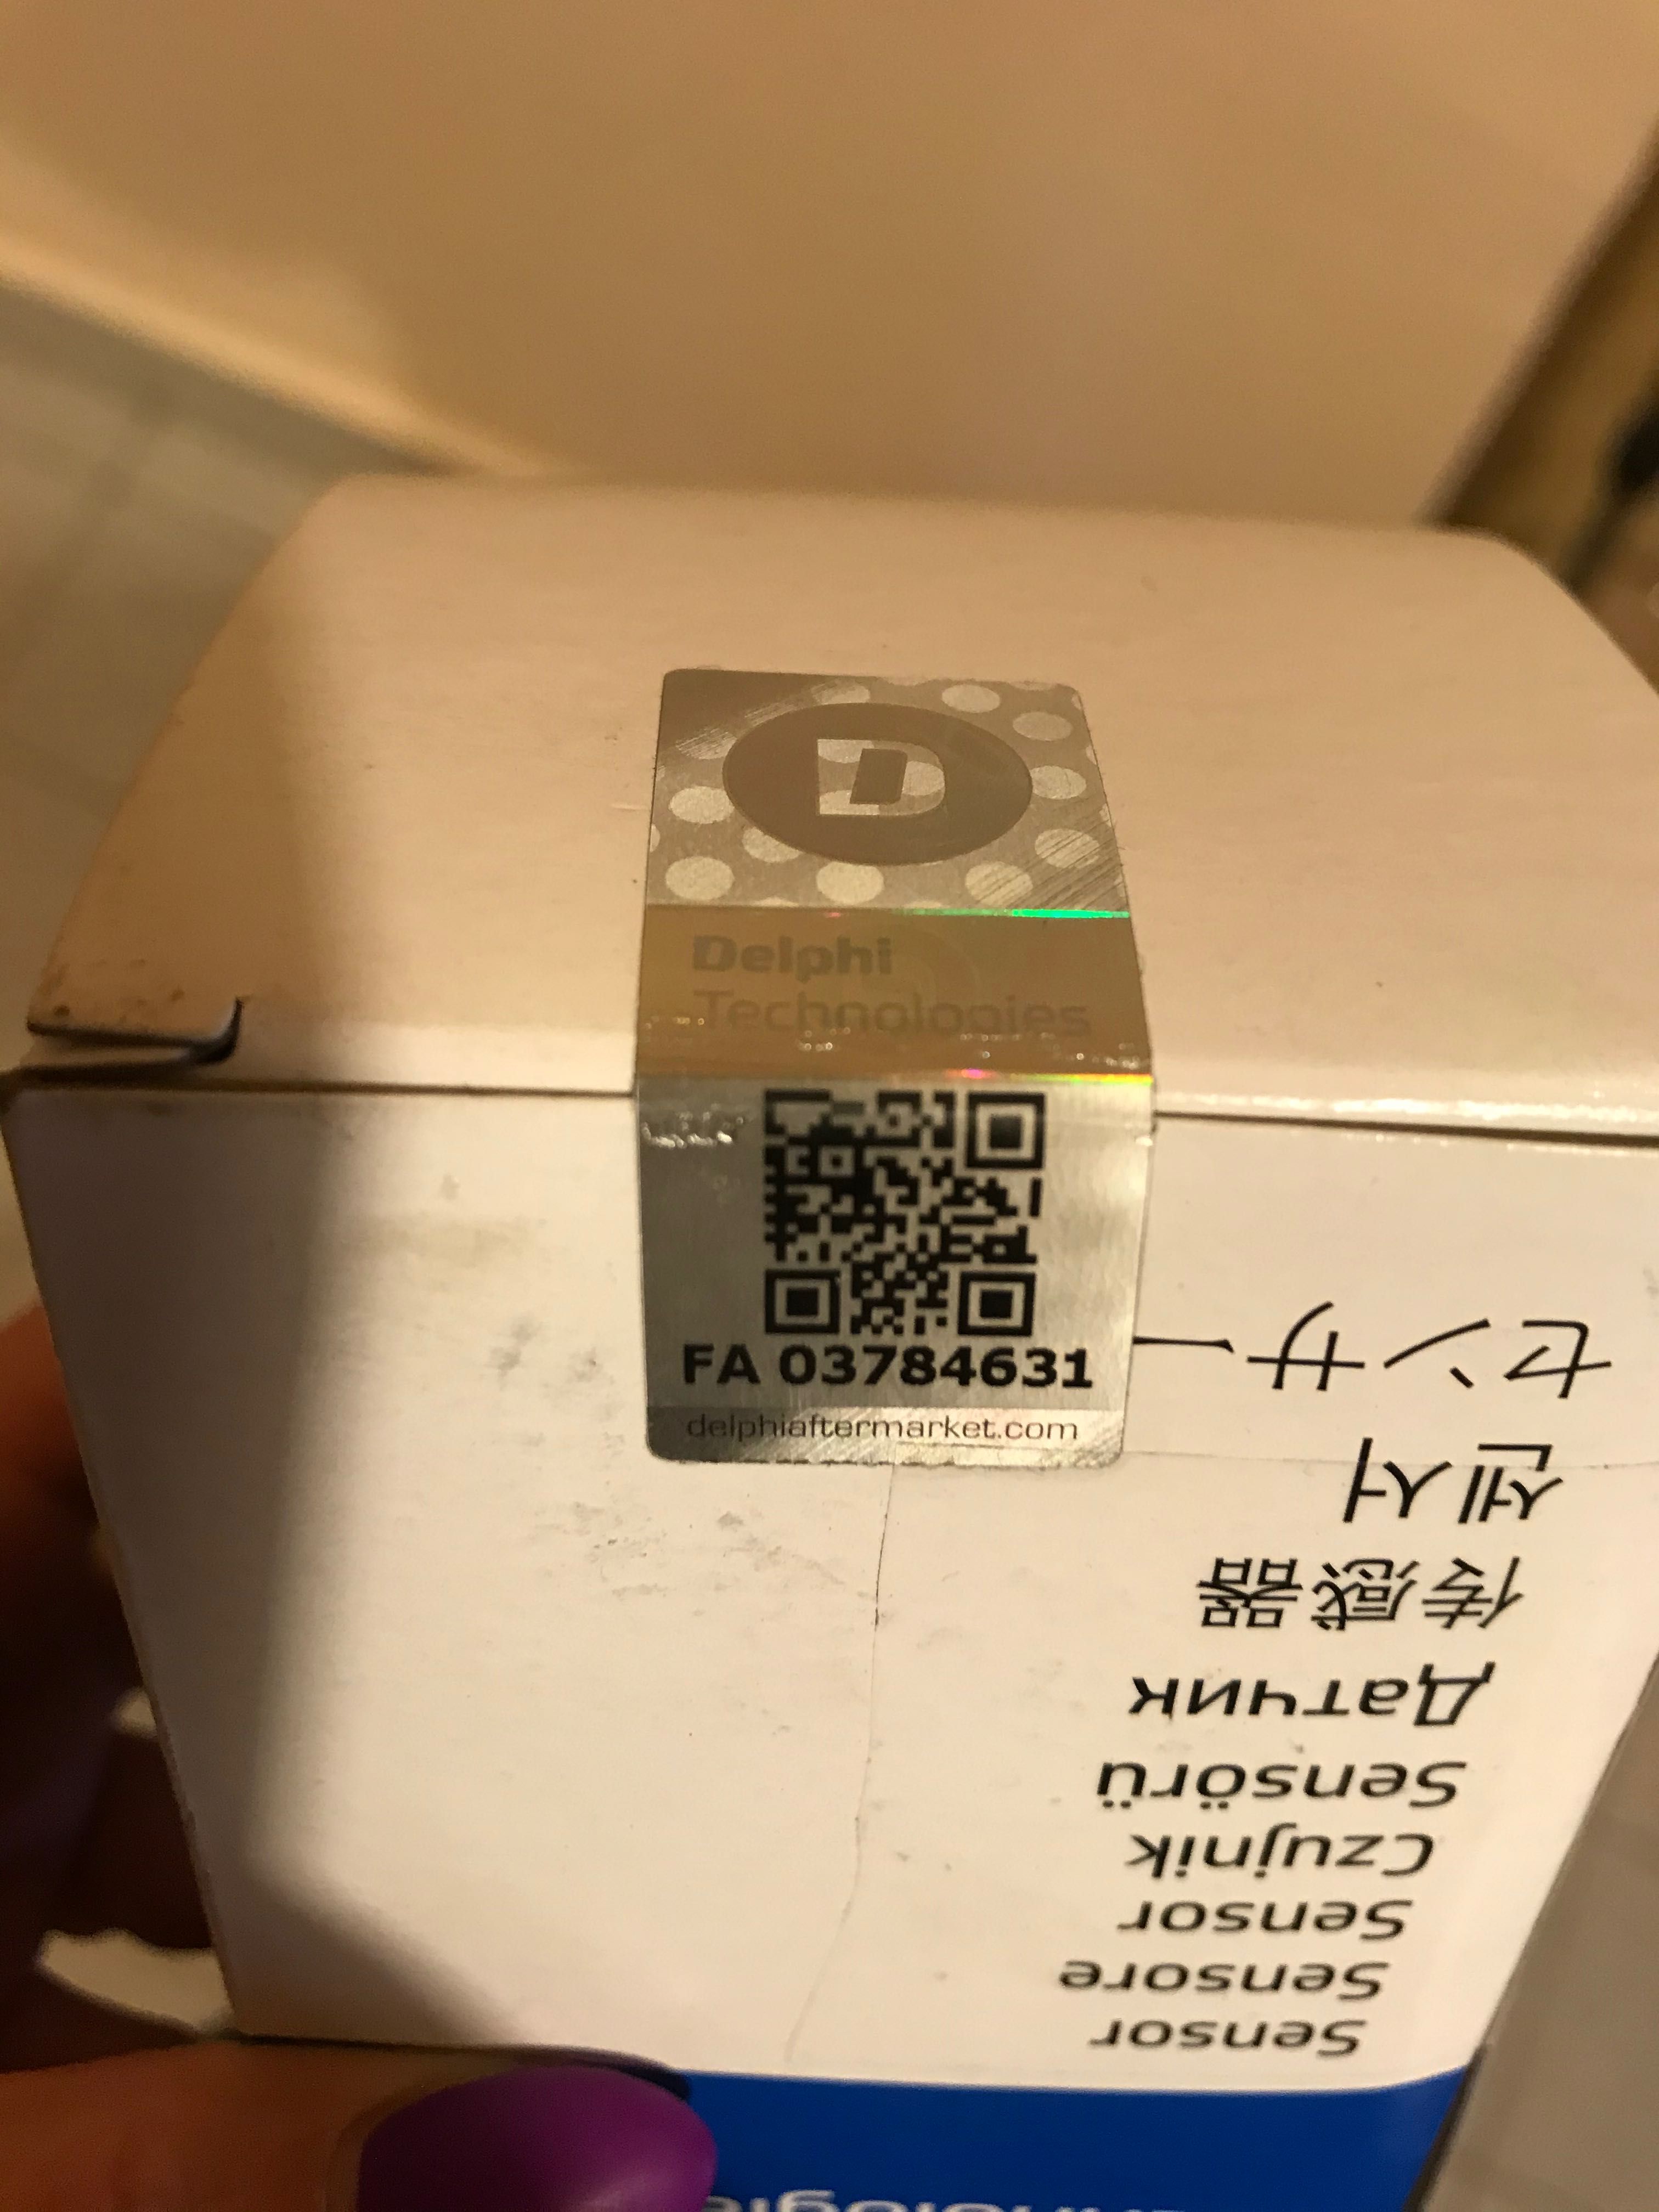 D
Delphi
Technologies
FA 03784631
delphiaftermarket.com
Sensor
Sensore
Sensor
Czujnik
Sensörü
Датчик
传感器
센서
センサー